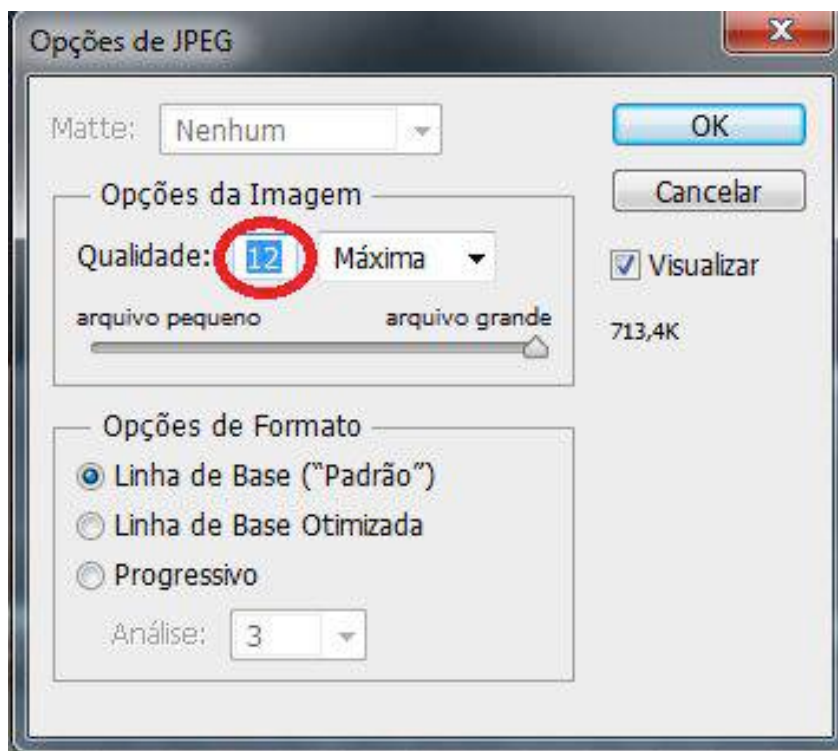 Opções de JPEG
Matte: Nenhum
OK
Opções da Imagem
Cancelar
Qualidade: 12 Máxima
Visualizar
arquivo pequeno arquivo grande
713,4K
Opções de Formato
Linha de Base (“Padrão”)
Linha de Base Otimizada
Progressivo
Análise: 3